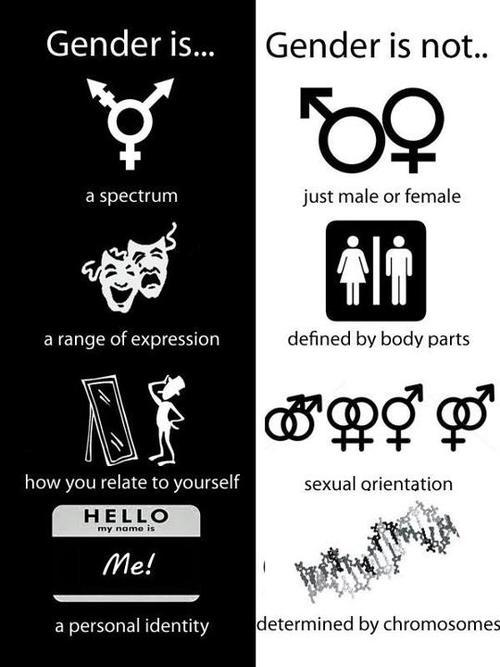 Gender is...
a spectrum
a range of expression
how you relate to yourself
HELLO
my name is
Me!
a personal identity
Gender is not..
just male or female
defined by body parts
sexual orientation
determined by chromosomes